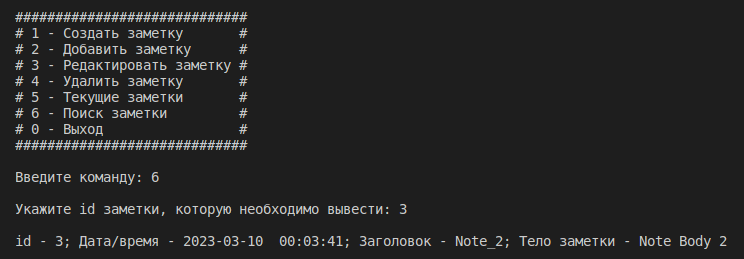 #############################
# 1 - Создать заметку       #
# 2 - Добавить заметку      #
# 3 - Редактировать заметку #
# 4 - Удалить заметку       #
# 5 - Текущие заметки       #
# 6 - Поиск заметки         #
# 0 - Выход                 #
#############################
Введите команду: 6
Укажите id заметки, которую необходимо вывести: 3
id - 3; Дата/время - 2023-03-10  00:03:41; Заголовок - Note_2; Тело заметки - Note Body 2